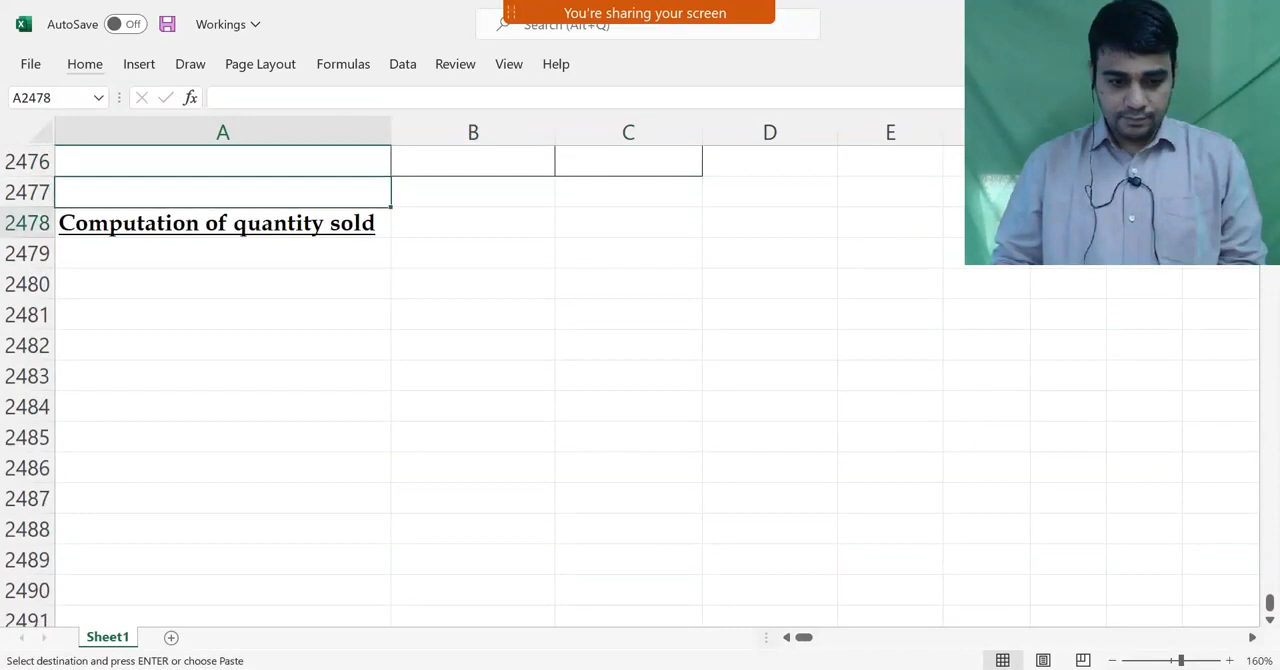 AutoSave Off Workings
You're sharing your screen
Search (Alt+Q)
File Home Insert Draw Page Layout Formulas Data Review View Help
A2478 fx
A B C D E
2476
2477
2478 Computation of quantity sold
2479
2480
2481
2482
2483
2484
2485
2486
2487
2488
2489
2490
2491
Sheet1
Select destination and press ENTER or choose Paste 160%